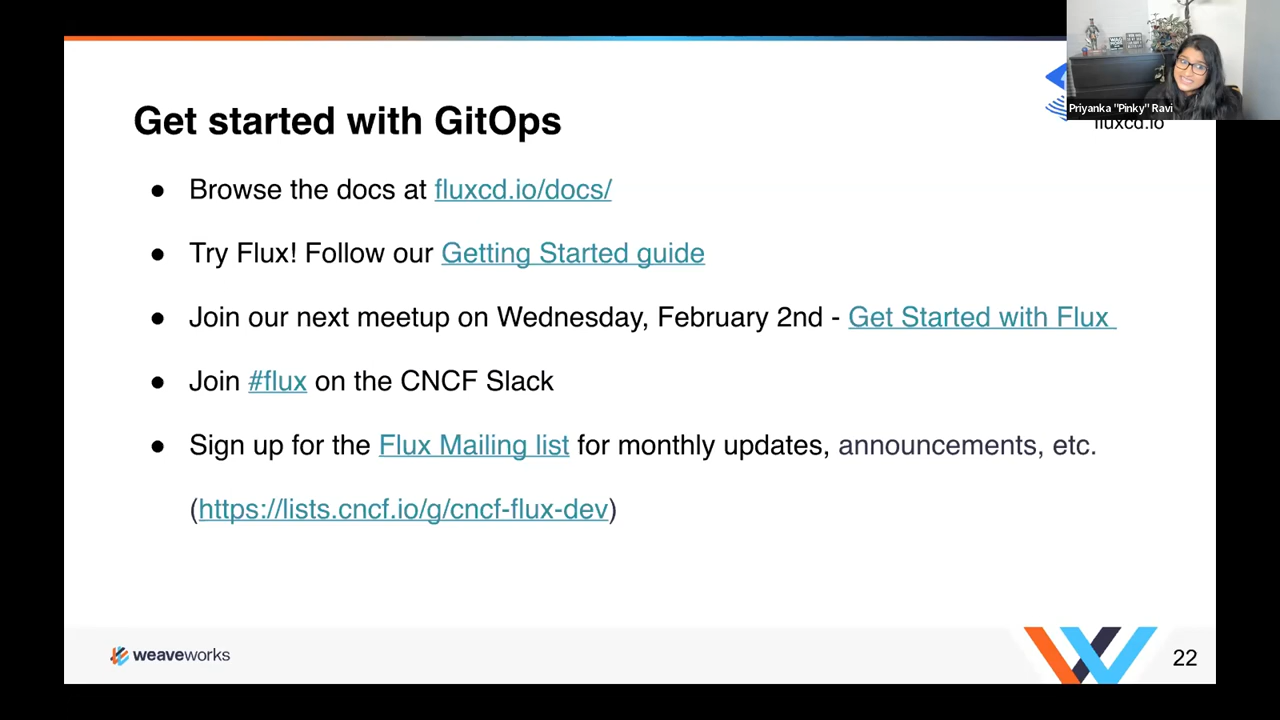 Priyanka "Pinky" Ravi
fluxcd.io
Get started with GitOps
● Browse the docs at fluxcd.io/docs/
● Try Flux! Follow our Getting Started guide
● Join our next meetup on Wednesday, February 2nd - Get Started with Flux
● Join #flux on the CNCF Slack
● Sign up for the Flux Mailing list for monthly updates, announcements, etc.
(https://lists.cncf.io/g/cncf-flux-dev)
weaveworks
22